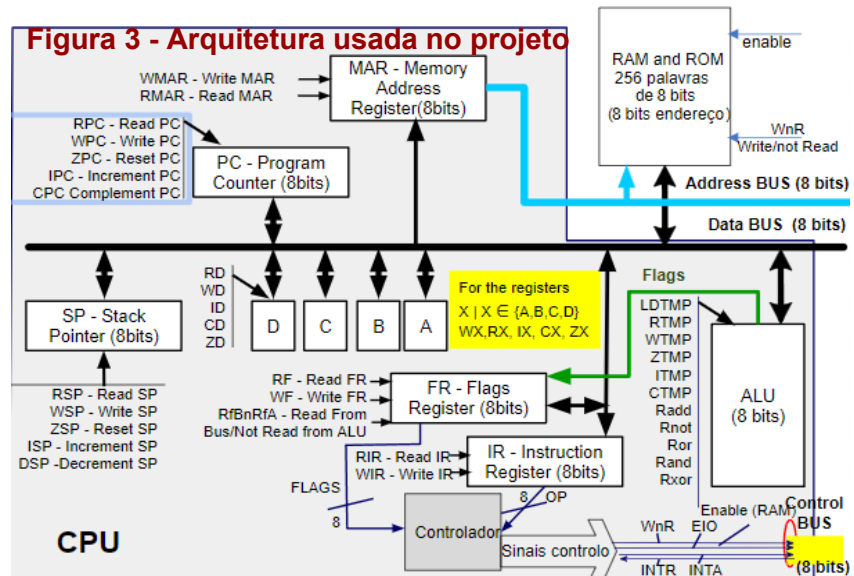 Figura 3 - Arquitetura usada no projeto
WMAR - Write MAR
RMAR - Read MAR
MAR - Memory
Address
Register(8bits)
RAM and ROM
256 palavras
de 8 bits
(8 bits endereço)
enable
WnR
Write/not Read
RPC - Read PC
WPC - Write PC
ZPC - Reset PC
IPC - Increment PC
CPC Complement PC
PC - Program
Counter (8bits)
Address BUS (8 bits)
Data BUS (8 bits)
SP - Stack
Pointer (8bits)
RSP - Read SP
WSP - Write SP
ZSP - Reset SP
ISP - Increment SP
DSP -Decrement SP
RD
WD
ID
CD
ZD
D
C
B
A
For the registers
X | X ∈ {A,B,C,D}
WX,RX, IX, CX, ZX
Flags
LDTMP
RTMP
WTMP
ZTMP
ITMP
CTMP
Radd
Rnot
Ror
Rand
Rxor
ALU
(8 bits)
RF - Read FR
WF - Write FR
RfBnRfA - Read From
Bus/Not Read from ALU
FR - Flags
Register (8bits)
RIR - Read IR
WIR - Write IR
IR - Instruction
Register (8bits)
FLAGS
8
8
OP
Controlador
Sinais controlo
WnR
EIO
Enable (RAM)
INTR
INTA
Control
BUS
(8bits)
CPU